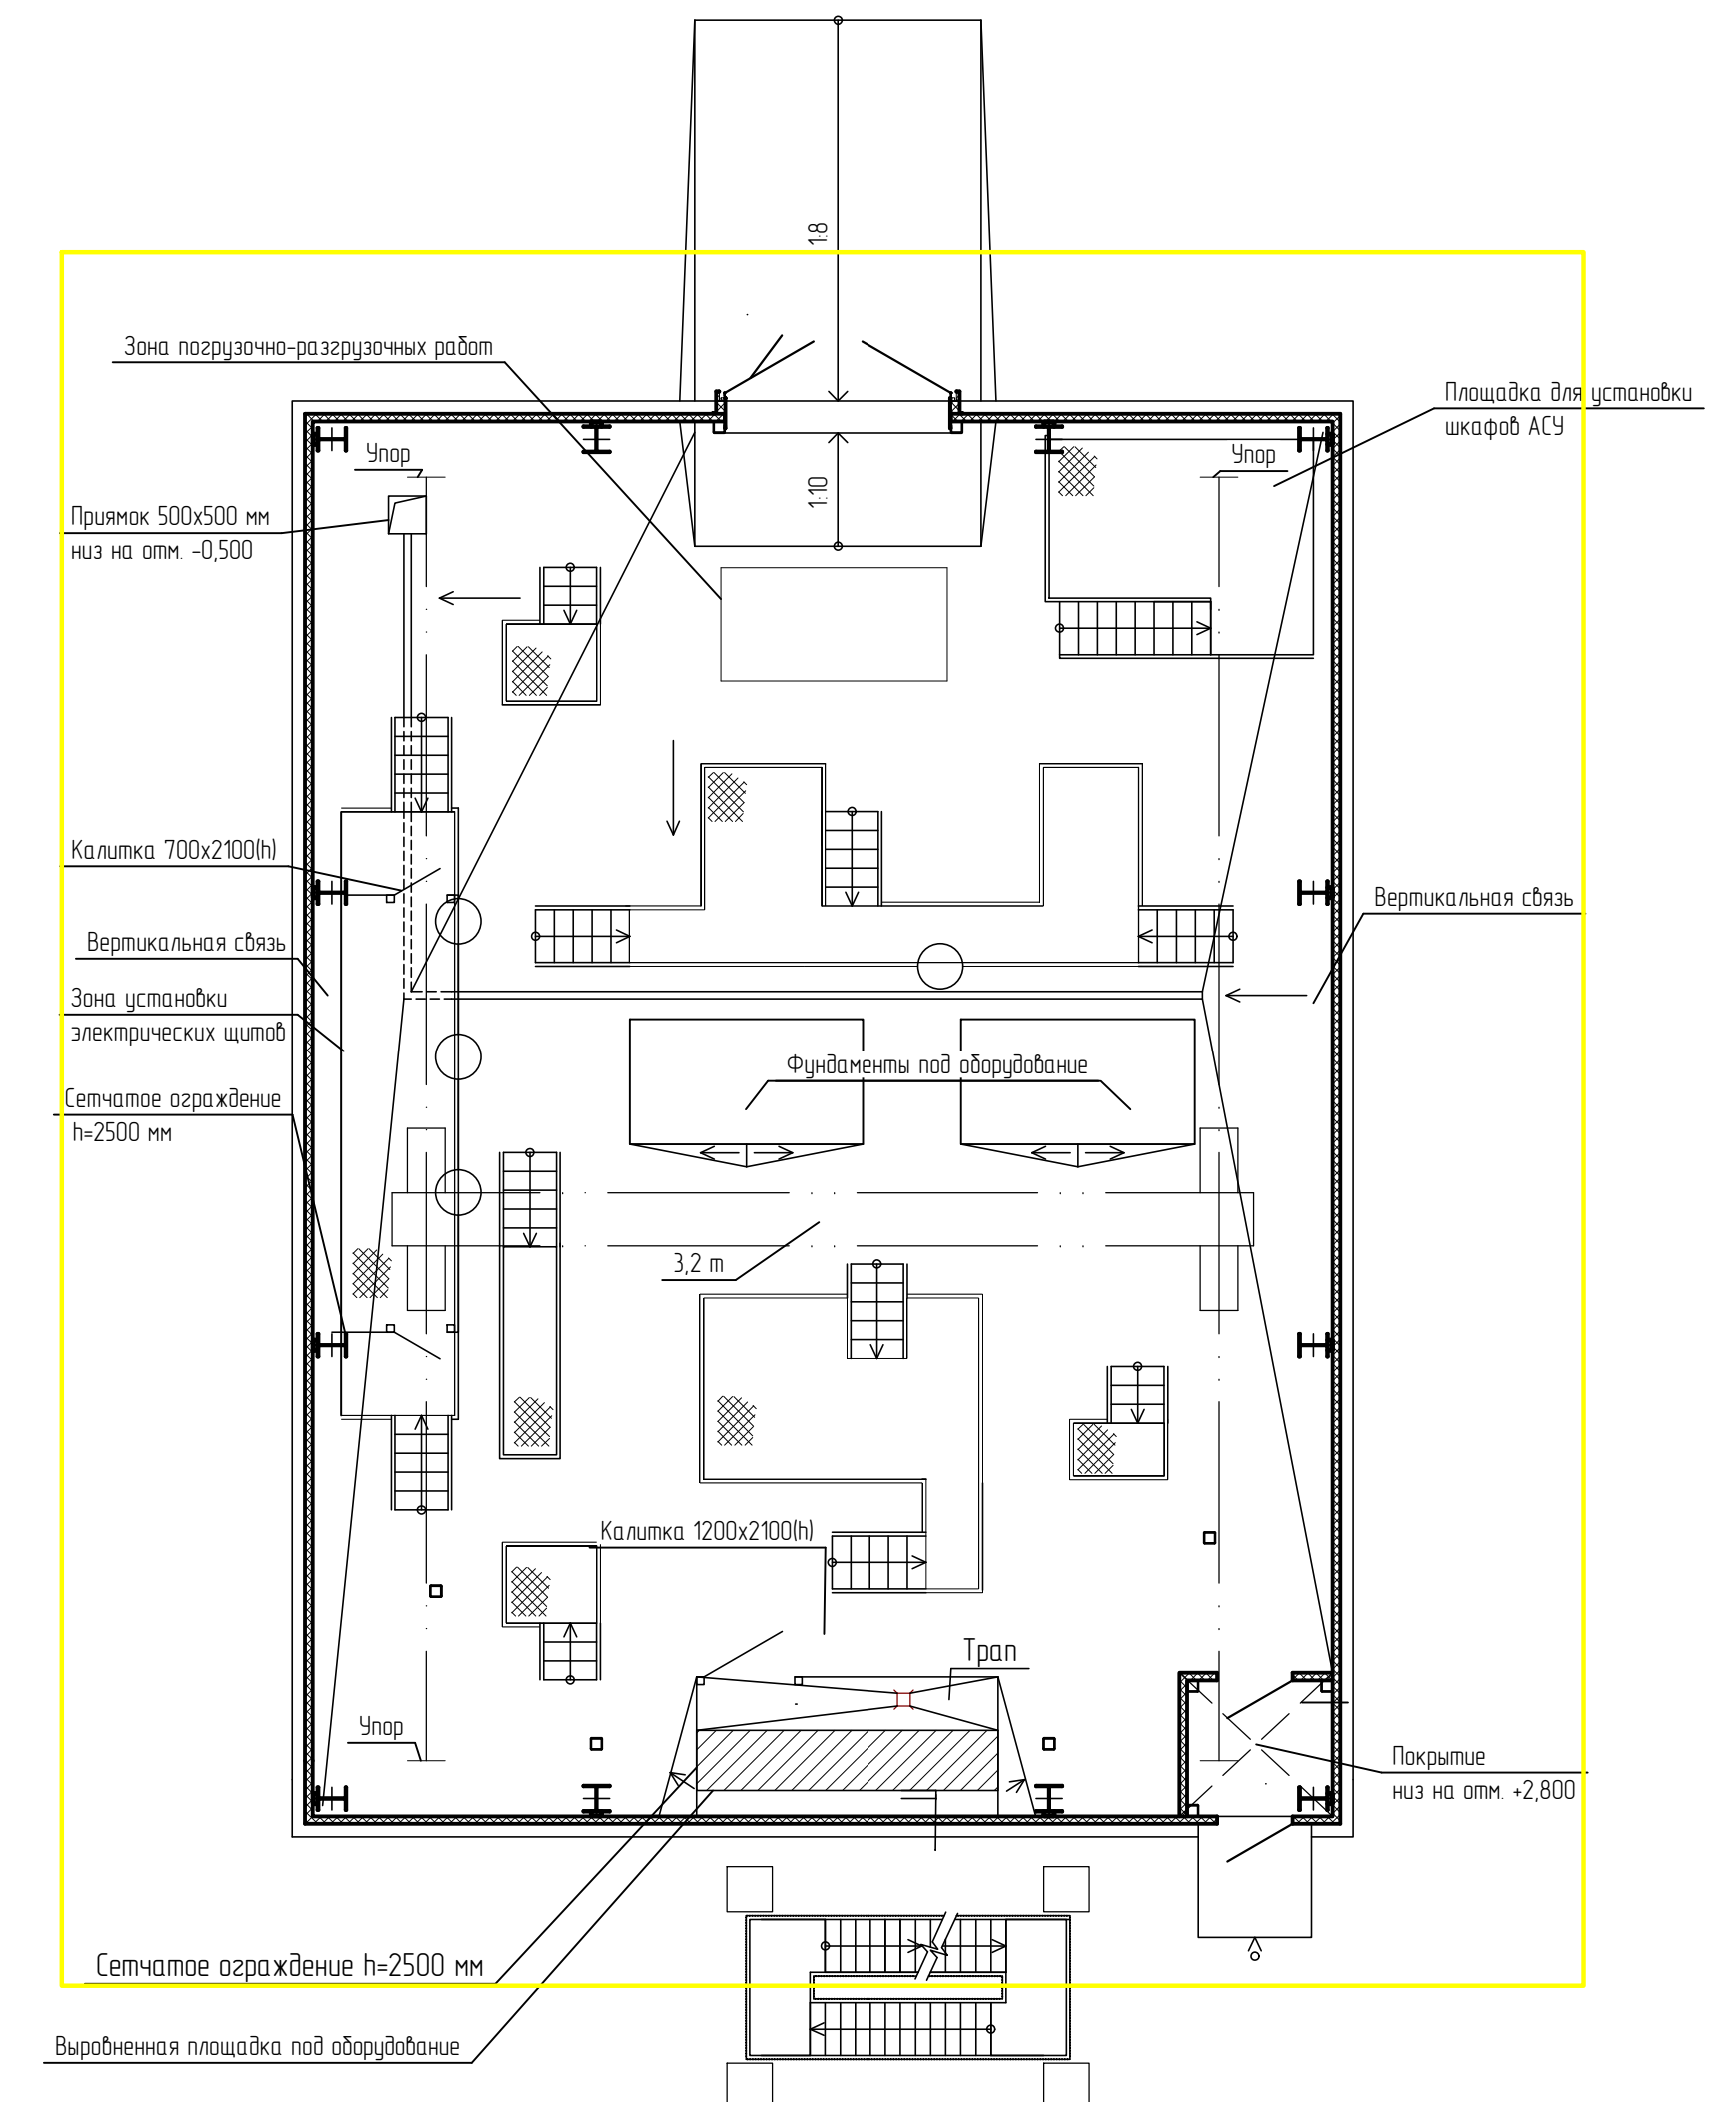 1:8
Зона погрузочно-разгрузочных работ
Площадка для установки
шкафов АСУ
Упор
Упор
1:10
Приямок 500х500 мм
низ на отм. -0,500
Калитка 700х2100(h)
Вертикальная связь
Вертикальная связь
Зона установки
электрических щитов
Фундаменты под оборудование
Сетчатое ограждение
h=2500 мм
3,2 т
Калитка 1200х2100(h)
Трап
Упор
Покрытие
низ на отм. +2,800
Сетчатое ограждение h=2500 мм
Выровненная площадка под оборудование